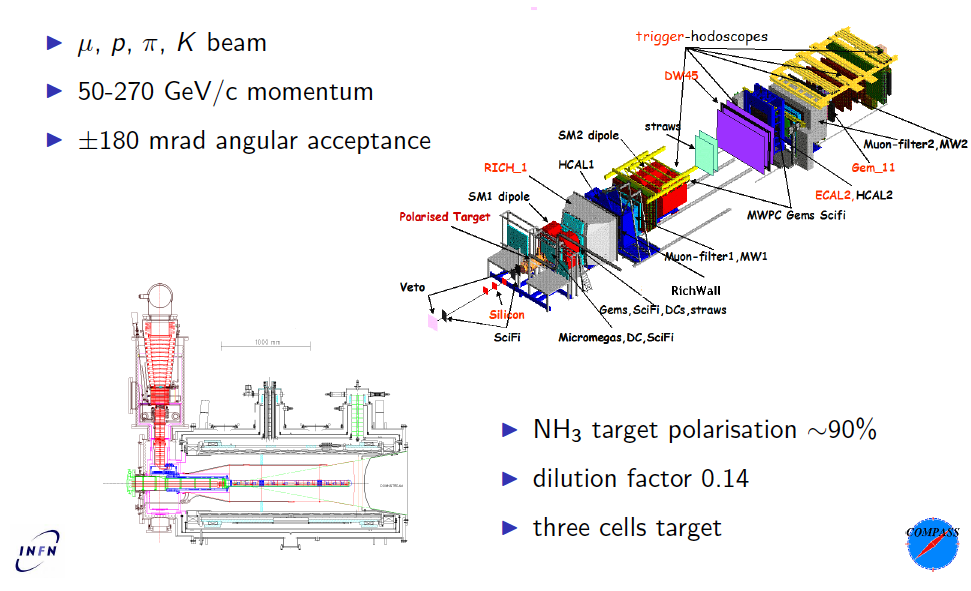 ► μ, p, π, K beam
► 50-270 GeV/c momentum
► ±180 mrad angular acceptance
trigger-hodoscopes
DW45
straws
SM2 dipole
Muon-filter2,MW2
RICH_1
HCAL1
Gem_11
SM1 dipole
ECAL2,HCAL2
Polarised Target
MWPC Gems Scifi
Muon-filter1,MW1
Veto
RichWall
Silicon
Gems,SciFi,DCs,straws
SciFi
Micromegas,DC,SciFi
1000 mm
DOWNSTREAM
► NH₃ target polarisation ∼90%
► dilution factor 0.14
► three cells target
INFN
COMPASS